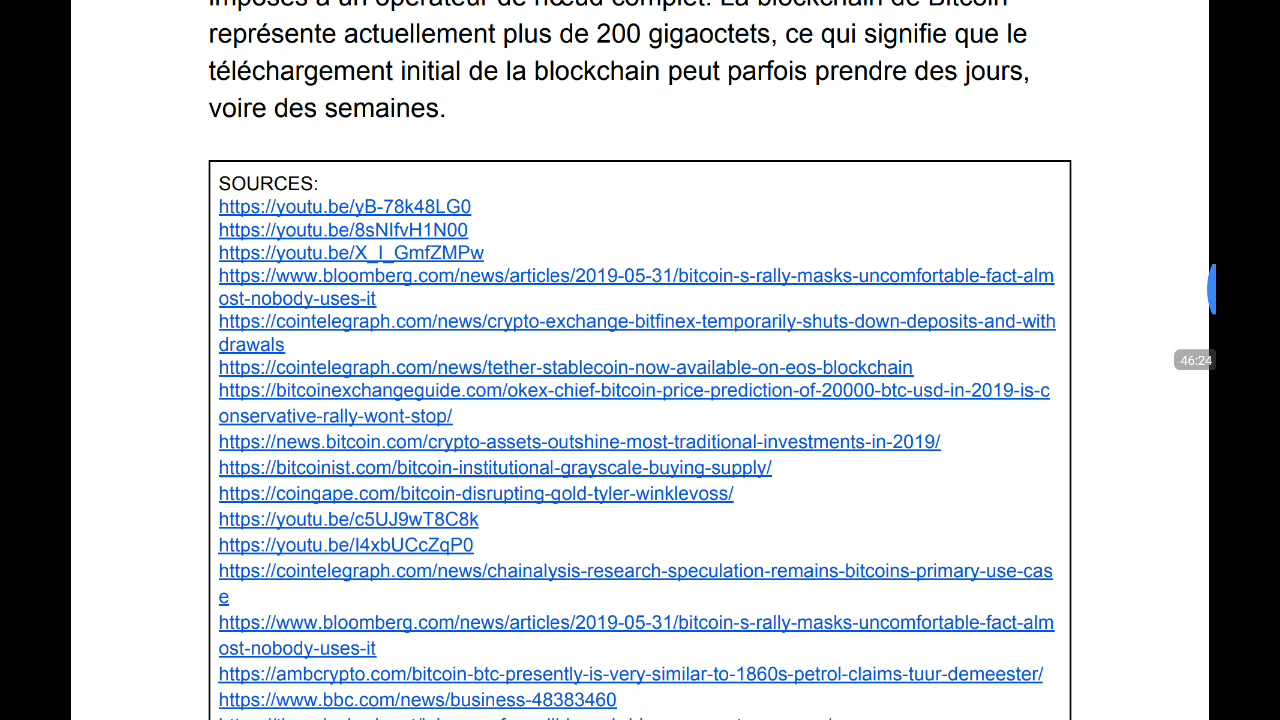 représente actuellement plus de 200 gigaoctets, ce qui signifie que le
téléchargement initial de la blockchain peut parfois prendre des jours,
voire des semaines.
SOURCES:
https://youtu.be/yB-78k48LG0
https://youtu.be/8sNIfvH1N00
https://youtu.be/X_I_GmfZMPw
https://www.bloomberg.com/news/articles/2019-05-31/bitcoin-s-rally-masks-uncomfortable-fact-alm
ost-nobody-uses-it
https://cointelegraph.com/news/crypto-exchange-bitfinex-temporarily-shuts-down-deposits-and-with
drawals
https://cointelegraph.com/news/tether-stablecoin-now-available-on-eos-blockchain
https://bitcoinexchangeguide.com/okex-chief-bitcoin-price-prediction-of-20000-btc-usd-in-2019-is-c
onservative-rally-wont-stop/
https://news.bitcoin.com/crypto-assets-outshine-most-traditional-investments-in-2019/
https://bitcoinist.com/bitcoin-institutional-grayscale-buying-supply/
https://coingape.com/bitcoin-disrupting-gold-tyler-winklevoss/
https://youtu.be/c5UJ9wT8C8k
https://youtu.be/I4xbUCcZqP0
https://cointelegraph.com/news/chainalysis-research-speculation-remains-bitcoins-primary-use-cas
e
https://www.bloomberg.com/news/articles/2019-05-31/bitcoin-s-rally-masks-uncomfortable-fact-alm
ost-nobody-uses-it
https://ambcrypto.com/bitcoin-btc-presently-is-very-similar-to-1860s-petrol-claims-tuur-demeester/
https://www.bbc.com/news/business-48383460
46:24